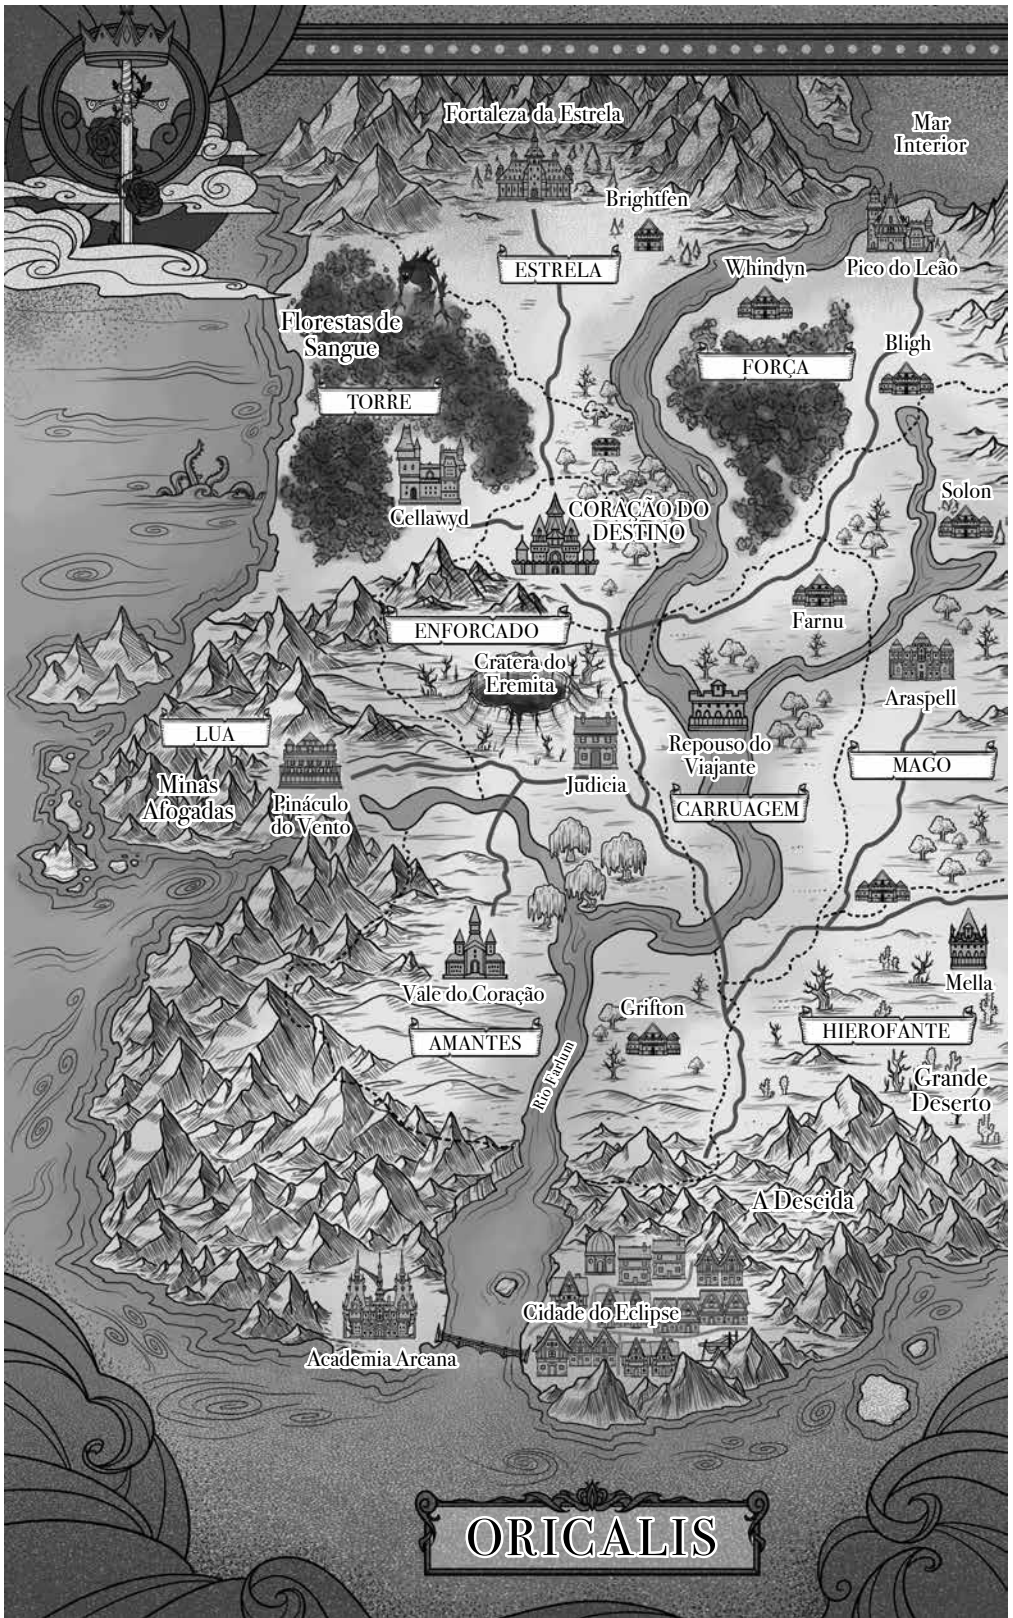 Fortaleza da Estrela
Mar
Interior
Brightfen
ESTRELA
Whindyn
Pico do Leão
Florestas de
Sangue
Bligh
FORÇA
TORRE
Solon
CORAÇÃO DO
DESTINO
Cellawyd
Farnu
ENFORCADO
Cratera do
Eremita
Araspell
LUA
Repouso do
Viajante
MAGO
Minas
Afogadas
Judicia
Pináculo
do Vento
CARRUAGEM
Mella
Vale do Coração
Grifton
HIEROFANTE
AMANTES
Rio Farlum
Grande
Deserto
A Descida
Cidade do Eclipse
Academia Arcana
ORICALIS